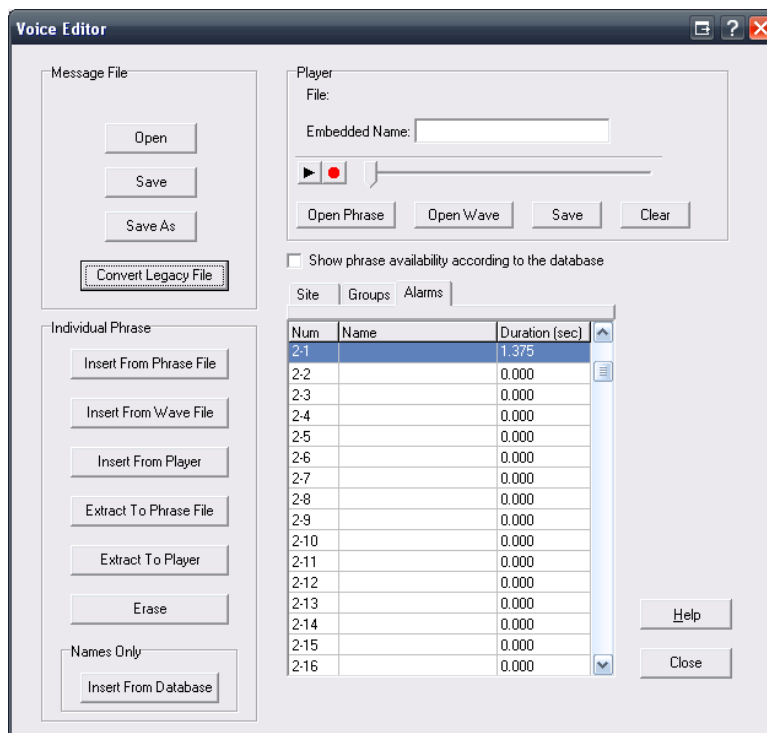 Voice Editor
?
Message File
Open
Save
Save As
Convert Legacy File
Individual Phrase
Insert From Phrase File
Insert From Wave File
Insert From Player
Extract To Phrase File
Extract To Player
Erase
Names Only
Insert From Database
Player
File:
Embedded Name:
Open Phrase Open Wave Save Clear
Show phrase availability according to the database
Site Groups Alarms
Num Name Duration (sec)
2-1 1.375
2-2 0.000
2-3 0.000
2-4 0.000
2-5 0.000
2-6 0.000
2-7 0.000
2-8 0.000
2-9 0.000
2-10 0.000
2-11 0.000
2-12 0.000
2-13 0.000
2-14 0.000
2-15 0.000
2-16 0.000
Help
Close